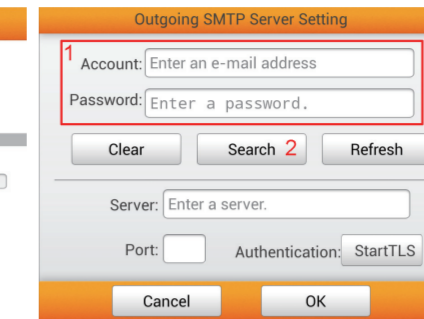 Outgoing SMTP Server Setting
1
Account: Enter an e-mail address
Password: Enter a password.
Clear Search 2 Refresh
Server: Enter a server.
Port: Authentication: StartTLS
Cancel OK